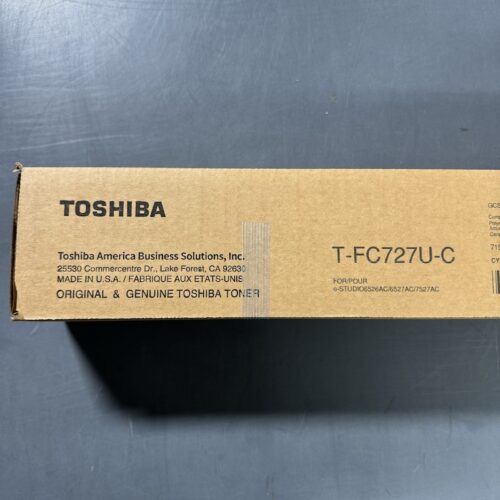 TOSHIBA
Toshiba America Business Solutions, Inc.
25530 Commercentre Dr., Lake Forest, CA 92630
MADE IN U.S.A. / FABRIQUE AUX ETATS-UNIS
ORIGINAL & GENUINE TOSHIBA TONER
T-FC727U-C
FOR/POUR
e-STUDIO6526AC/6527AC/7527AC
CY